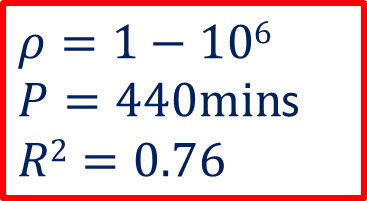 ρ = 1 − 10⁶
P = 440mins
R² = 0.76